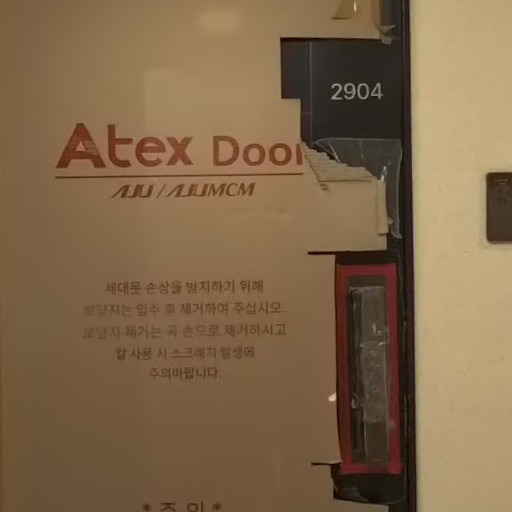 2904
Atex Door
AJU / AJUMCM
세대문 손상을 방지하기 위해
보양지는 입주 후 제거하여 주십시오.
보양지 제거는 꼭 손으로 제거하시고
칼 사용 시 스크래치 발생에
주의바랍니다.
* 주 의 *